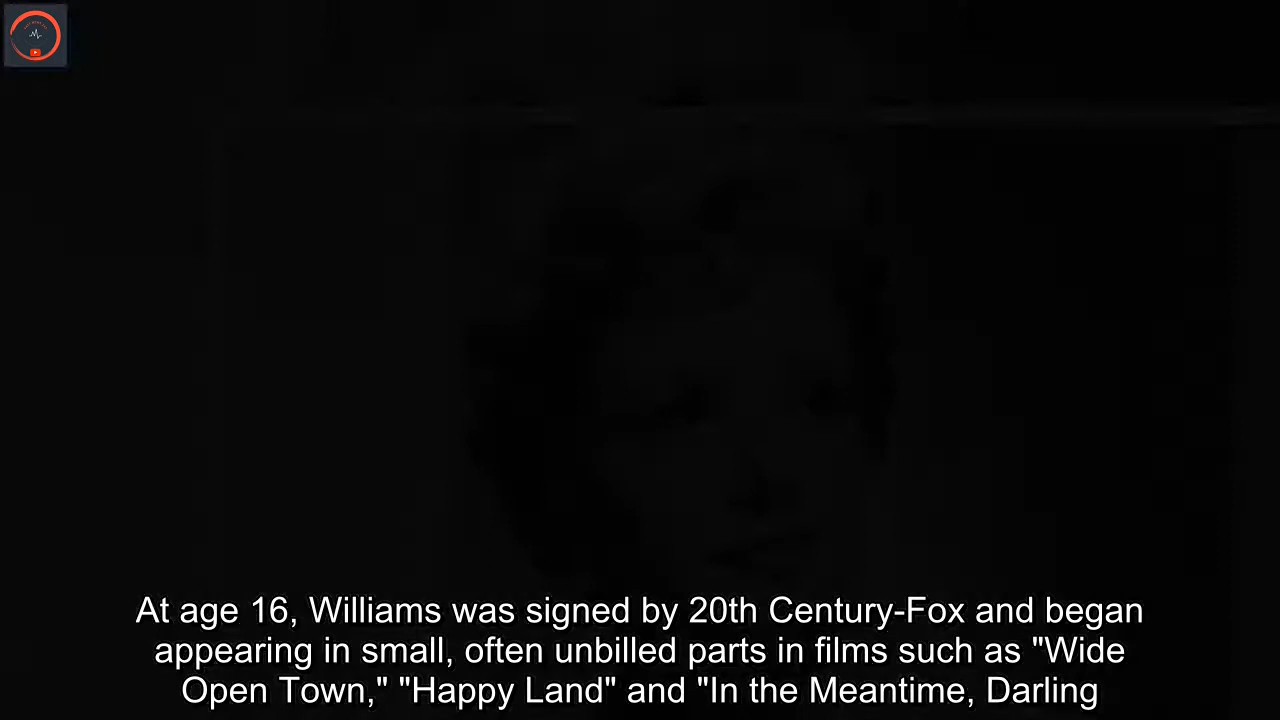 At age 16, Williams was signed by 20th Century-Fox and began
appearing in small, often unbilled parts in films such as "Wide
Open Town," "Happy Land" and "In the Meantime, Darling